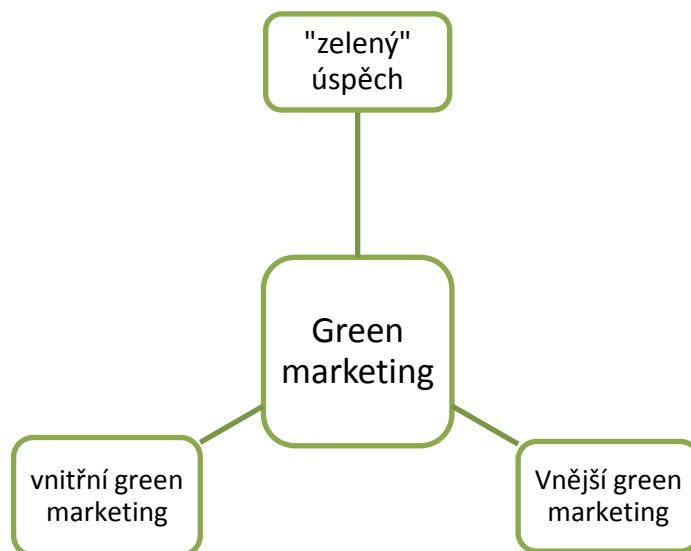 "zelený"
úspěch
Green
marketing
vnitřní green
marketing
Vnější green
marketing